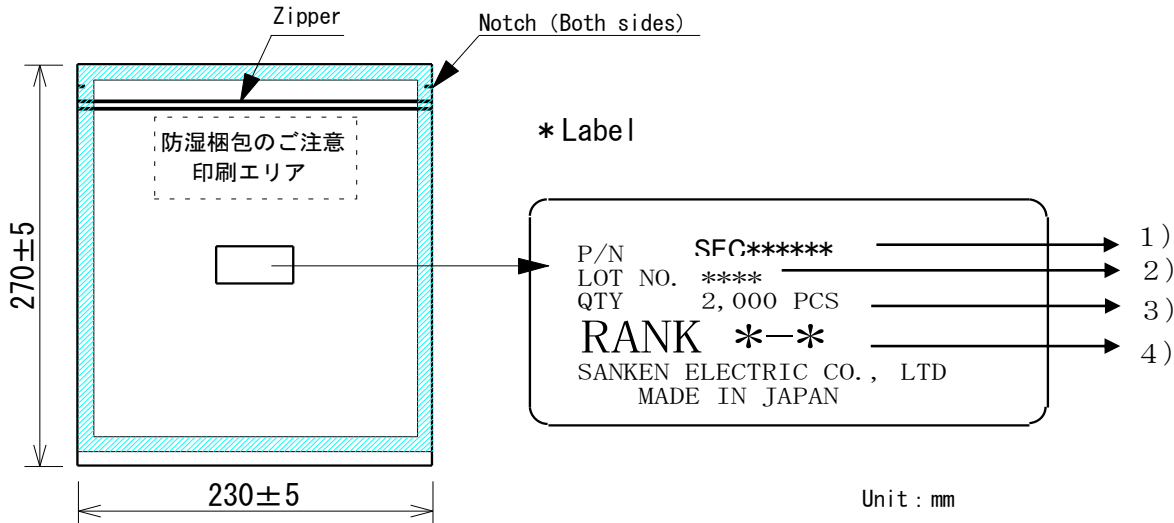 Zipper
Notch (Both sides)
防湿梱包のご注意
印刷エリア
270±5
230±5
*Label
P/N SEC******
LOT NO. ****
QTY 2,000 PCS
RANK *-*
SANKEN ELECTRIC CO., LTD
MADE IN JAPAN
1)
2)
3)
4)
Unit : mm